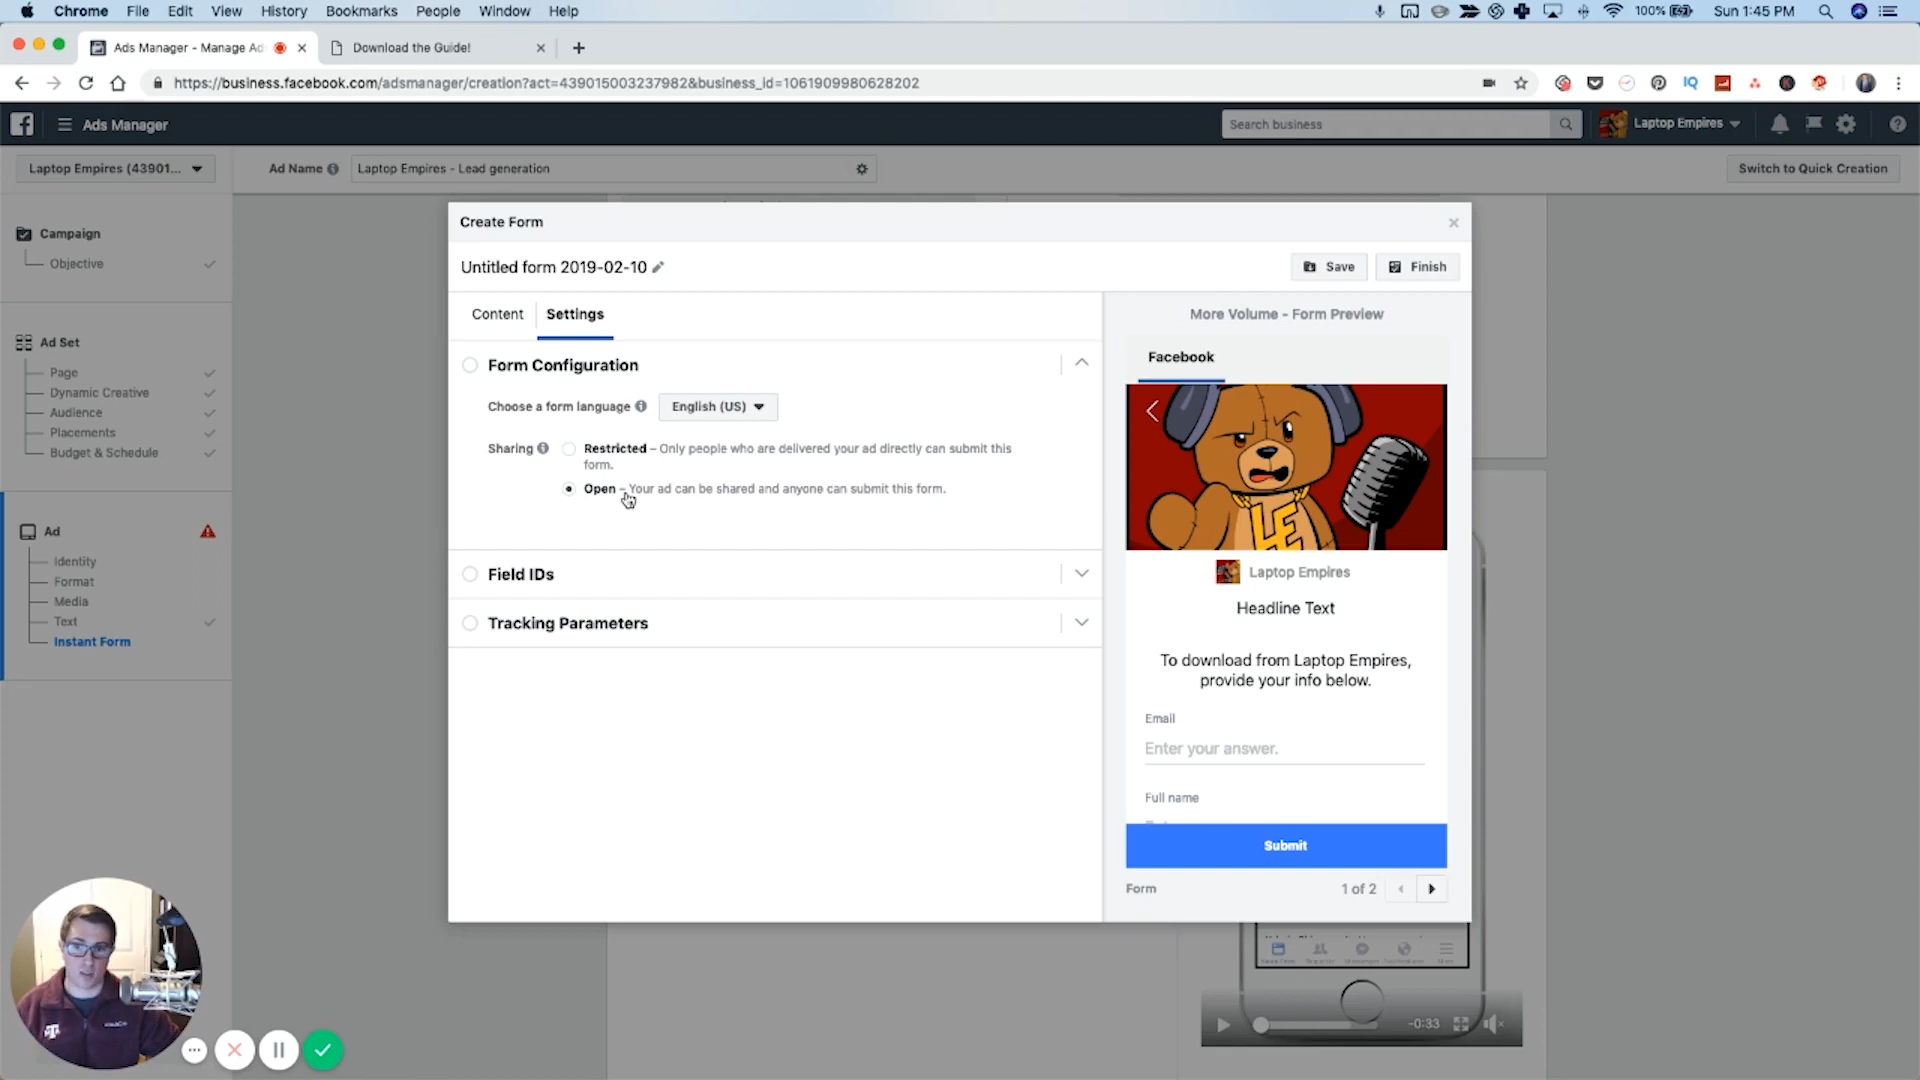 Chrome File Edit View History Bookmarks People Window Help
100% Sun 1:45 PM
Ads Manager - Manage Ad
Download the Guide!
https://business.facebook.com/adsmanager/creation?act=439015003237982&business_id=1061909980628202
IQ
Ads Manager
Search business
Laptop Empires
Laptop Empires (43901...
Ad Name
Laptop Empires - Lead generation
Switch to Quick Creation
Campaign
Objective
Ad Set
Page
Dynamic Creative
Audience
Placements
Budget & Schedule
Ad
Identity
Format
Media
Text
Instant Form
Create Form
Untitled form 2019-02-10
Save
Finish
Content
Settings
Form Configuration
Choose a form language
English (US)
Sharing
Restricted – Only people who are delivered your ad directly can submit this
form.
Open – Your ad can be shared and anyone can submit this form.
Field IDs
Tracking Parameters
More Volume - Form Preview
Facebook
LE
Laptop Empires
Headline Text
To download from Laptop Empires,
provide your info below.
Email
Enter your answer.
Full name
Submit
Form
1 of 2
-0:33